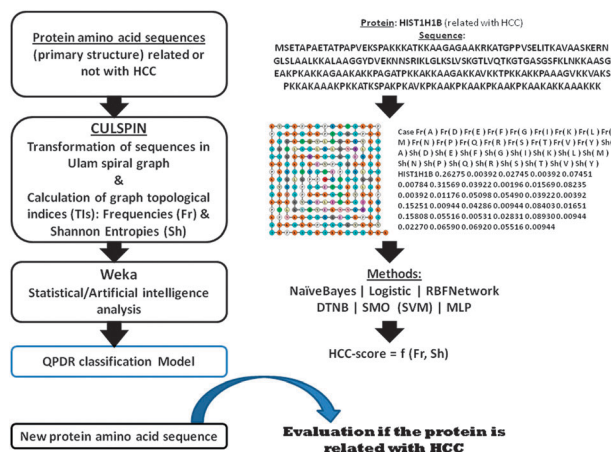 Protein amino acid sequences
(primary structure) related or
not with HCC
CULSPIN
Transformation of sequences in
Ulam spiral graph
&
Calculation of graph topological
indices (TIs): Frequencies (Fr) &
Shannon Entropies (Sh)
Weka
Statistical/Artificial intelligence
analysis
QPDR classification Model
New protein amino acid sequence
Protein: HIST1H1B (related with HCC)
Sequence:
MSETAPAETATPAPVEKSPAKKKATKKAAGAGAAKRKATGPPVSELITKAVAASKERN
GLSLAALKKALAAGGYDVEKNNSRIKLGLKSLVSKGTLVQTKGTGASGSFKLNKKAASG
EAKPKAKKAGAAKAKKPAGATPKKAKKAAGAKKAVKKTPKKAKKPAAAGVKKVAKS
PKKAKAAAKPKKATKSPAKPKAVKPKAAKPKAAKPKAAKPKAAKAKKAAAKKK
Case Fr( A ) Fr( D ) Fr( E ) Fr( F ) Fr( G ) Fr( I ) Fr( K ) Fr( L ) Fr(
M ) Fr( N ) Fr( P ) Fr( Q ) Fr( R ) Fr( S ) Fr( T ) Fr( V ) Fr( Y ) Sh(
A ) Sh( D ) Sh( E ) Sh( F ) Sh( G ) Sh( I ) Sh( K ) Sh( L ) Sh( M )
Sh( N ) Sh( P ) Sh( Q ) Sh( R ) Sh( S ) Sh( T ) Sh( V ) Sh( Y )
HIST1H1B 0.26275 0.00392 0.02745 0.00392 0.07451
0.00784 0.31569 0.03922 0.00196 0.01569 0.08235
0.00392 0.01176 0.05098 0.05490 0.03922 0.00392
0.15251 0.00944 0.04286 0.00944 0.08403 0.01651
0.15808 0.05516 0.00531 0.02831 0.08930 0.00944
0.02270 0.06590 0.06920 0.05516 0.00944
Methods:
NaïveBayes | Logistic | RBFNetwork
DTNB | SMO (SVM) | MLP
HCC-score = f (Fr, Sh)
Evaluation if the protein is
related with HCC